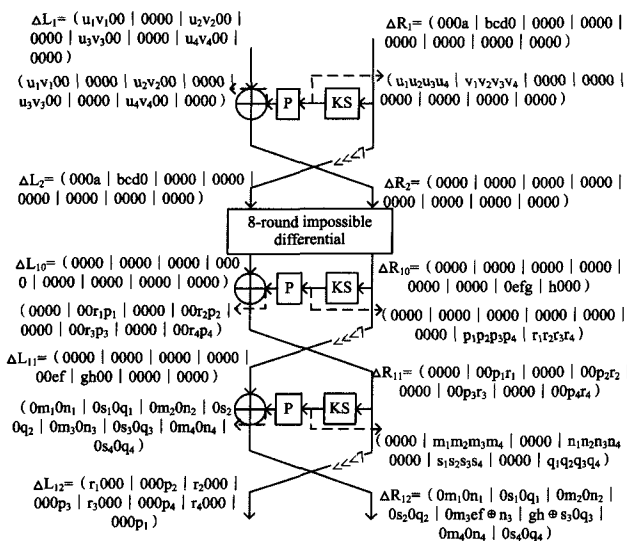 ΔL₁= ( u₁v₁00 | 0000 | u₂v₂00 |
0000 | u₃v₃00 | 0000 | u₄v₄00 |
0000 )
ΔR₁= ( 000a | bcd0 | 0000 | 0000 |
0000 | 0000 | 0000 | 0000 )
( u₁v₁00 | 0000 | u₂v₂00 | 0000 |
u₃v₃00 | 0000 | u₄v₄00 | 0000 )
P
KS
( u₁u₂u₃u₄ | v₁v₂v₃v₄ | 0000 | 0000 |
0000 | 0000 | 0000 | 0000 )
ΔL₂= ( 000a | bcd0 | 0000 | 0000
0000 | 0000 | 0000 | 0000 )
ΔR₂= ( 0000 | 0000 | 0000 | 0000
| 0000 | 0000 | 0000 | 0000 )
8-round impossible
differential
ΔL₁₀= ( 0000 | 0000 | 0000 | 000
0 | 0000 | 0000 | 0000 | 0000 )
P
KS
ΔR₁₀= ( 0000 | 0000 | 0000 | 0000
| 0000 | 0000 | 0efg | h000 )
( 0000 | 00r₁p₁ | 0000 | 00r₂p₂ |
0000 | 00r₃p₃ | 0000 | 00r₄p₄ )
( 0000 | 0000 | 0000 | 0000 | 0000
| 0000 | p₁p₂p₃p₄ | r₁r₂r₃r₄ )
ΔL₁₁= ( 0000 | 0000 | 0000 | 0000 |
00ef | gh00 | 0000 | 0000 )
ΔR₁₁= ( 0000 | 00p₁r₁ | 0000 | 00p₂r₂
0000 | 00p₃r₃ | 0000 | 00p₄r₄ )
( 0m₁0n₁ | 0s₁0q₁ | 0m₂0n₂ | 0s₂
0q₂ | 0m₃0n₃ | 0s₃0q₃ | 0m₄0n₄ |
0s₄0q₄ )
P
KS
( 0000 | m₁m₂m₃m₄ | 0000 | n₁n₂n₃n₄
0000 | s₁s₂s₃s₄ | 0000 | q₁q₂q₃q₄ )
ΔL₁₂= ( r₁000 | 000p₂ | r₂000 |
000p₃ | r₃000 | 000p₄ | r₄000 |
000p₁ )
ΔR₁₂= ( 0m₁0n₁ | 0s₁0q₁ | 0m₂0n₂ |
0s₂0q₂ | 0m₃ef ⊕ n₃ | gh ⊕ s₃0q₃ |
0m₄0n₄ | 0s₄0q₄ )